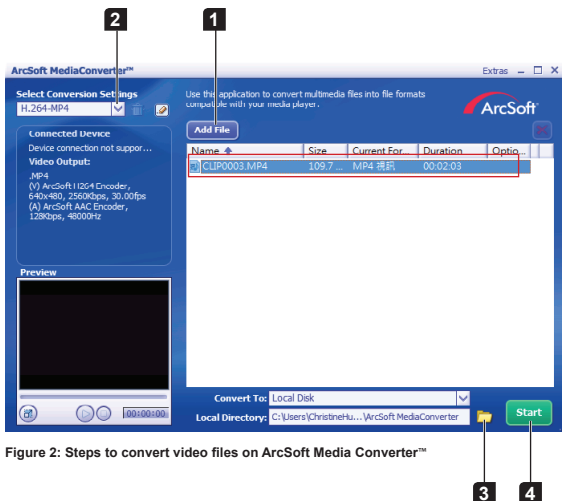 2 1
ArcSoft MediaConverter™ Extras
Select Conversion Settings
H.264-MP4
Use this application to convert multimedia files into file formats
compatible with your media player.
ArcSoft
Connected Device
Device connection not suppor...
Video Output:
.MP4
(V) ArcSoft H264 Encoder,
640x480, 2560Kbps, 30.00fps
(A) ArcSoft AAC Encoder,
128Kbps, 48000Hz
Add File
Name Size Current For... Duration Optio...
CLIP0003.MP4 109.7 ... MP4 視訊 00:02:03
Preview
00:00:00
Convert To: Local Disk
Local Directory: C:\Users\ChristineHu...\ArcSoft MediaConverter
Start
Figure 2: Steps to convert video files on ArcSoft Media Converter™
3 4